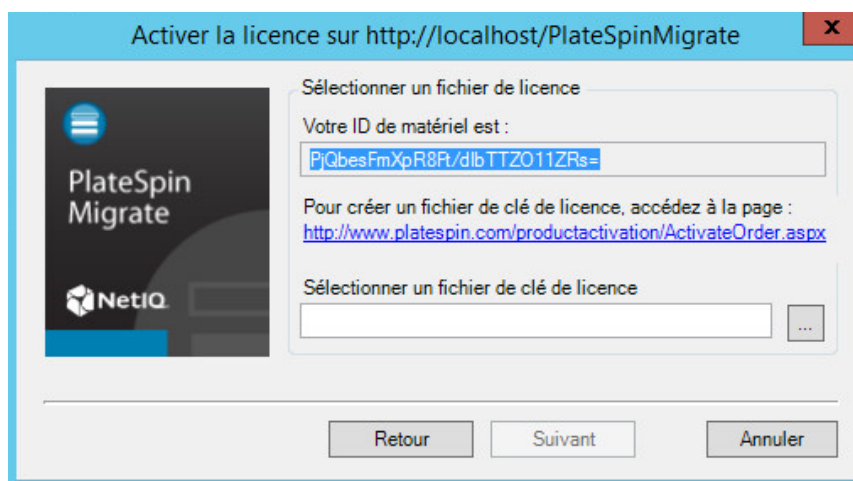 Activer la licence sur http://localhost/PlateSpinMigrate
x
PlateSpin
Migrate
NetIQ
Sélectionner un fichier de licence
Votre ID de matériel est :
PjQbesFmXpR8Ft/dlbTTZO11ZRs=
Pour créer un fichier de clé de licence, accédez à la page :
http://www.platespin.com/productactivation/ActivateOrder.aspx
Sélectionner un fichier de clé de licence
...
Retour
Suivant
Annuler